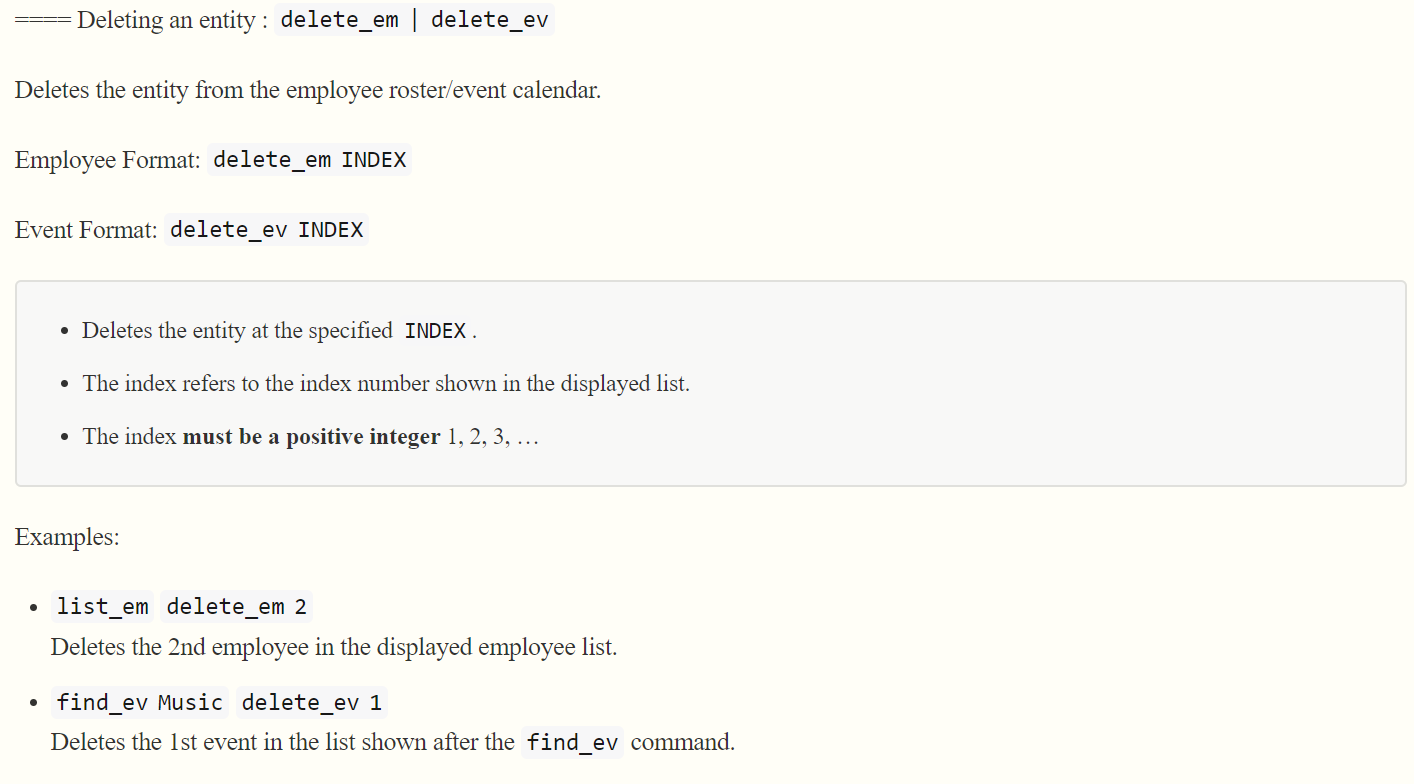 ==== Deleting an entity : delete_em | delete_ev
Deletes the entity from the employee roster/event calendar.
Employee Format: delete_em INDEX
Event Format: delete_ev INDEX
• Deletes the entity at the specified INDEX.
• The index refers to the index number shown in the displayed list.
• The index must be a positive integer 1, 2, 3, …
Examples:
• list_em delete_em 2
Deletes the 2nd employee in the displayed employee list.
• find_ev Music delete_ev 1
Deletes the 1st event in the list shown after the find_ev command.